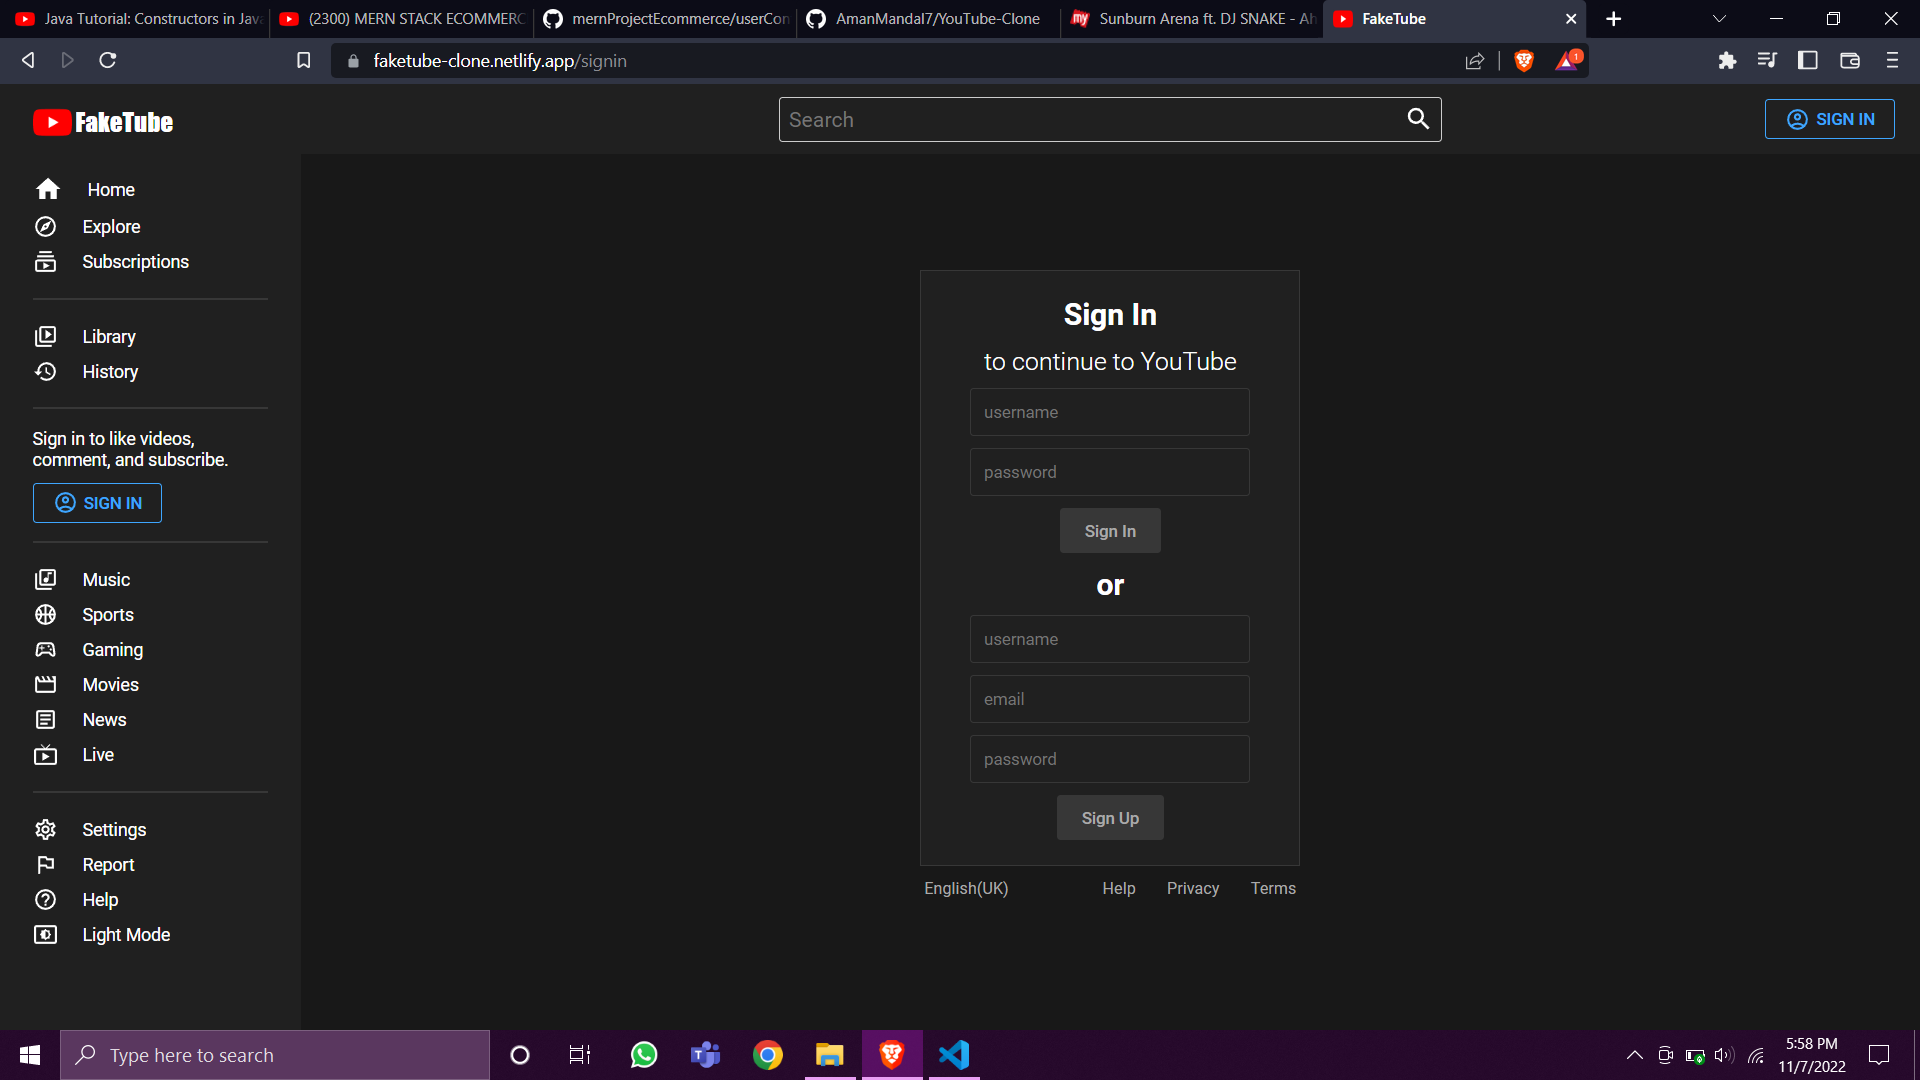 Java Tutorial: Constructors in Java
(2300) MERN STACK ECOMMERC
mernProjectEcommerce/userCon
AmanMandal7/YouTube-Clone
Sunburn Arena ft. DJ SNAKE - Ah
FakeTube
faketube-clone.netlify.app/signin
1
FakeTube
Search
SIGN IN
Home
Explore
Subscriptions
Library
History
Sign in to like videos,
comment, and subscribe.
SIGN IN
Music
Sports
Gaming
Movies
News
Live
Settings
Report
Help
Light Mode
Sign In
to continue to YouTube
username
password
Sign In
or
username
email
password
Sign Up
English(UK)
Help
Privacy
Terms
Type here to search
5:58 PM
11/7/2022